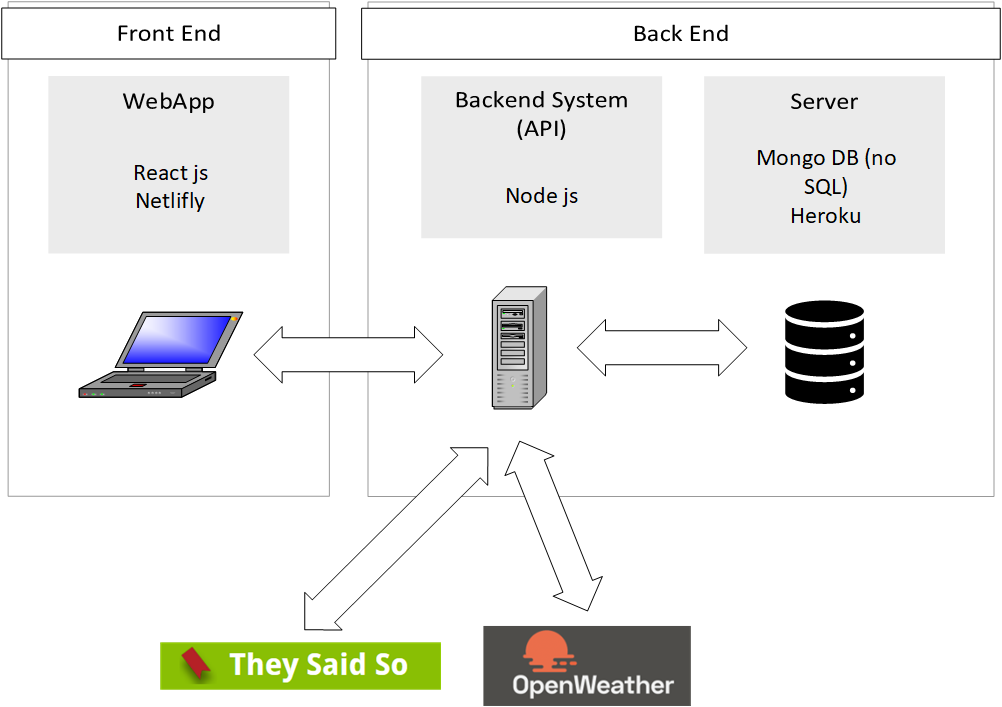 Front End
Back End
WebApp
React js
Netlifly
Backend System
(API)
Node js
Server
Mongo DB (no
SQL)
Heroku
They Said So
OpenWeather